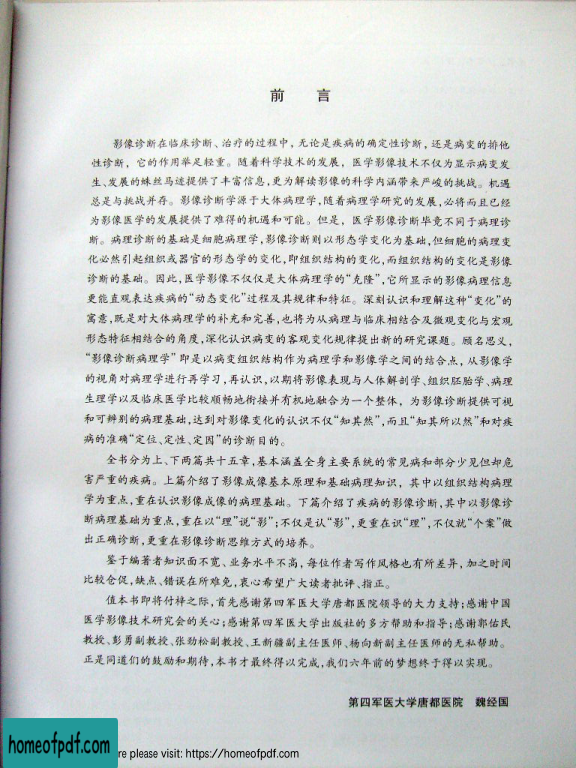 前 言
影像诊断在临床诊断、治疗的过程中，无论是疾病的确定性诊断，还是病变的排他
性诊断，它的作用举足轻重。随着科学技术的发展，医学影像技术不仅为显示病变发
生、发展的蛛丝马迹提供了丰富信息，更为解读影像的科学内涵带来严峻的挑战。机遇
总是与挑战并存。影像诊断学源于大体病理学，随着病理学研究的发展，必将而且已经
为影像医学的发展提供了难得的机遇和可能。但是，医学影像诊断毕竟不同于病理诊
断。病理诊断的基础是细胞病理学，影像诊断则以形态学变化为基础，但细胞的病理变
化必然引起组织或器官的形态学的变化，即组织结构的变化，而组织结构的变化是影像
诊断的基础。因此，医学影像不仅仅是大体病理学的“克隆”，它所显示的影像病理信息
更能直观表达疾病的“动态变化”过程及其规律和特征。深刻认识和理解这种“变化”的
寓意，既是对大体病理学的补充和完善，也将为从病理与临床相结合及微观变化与宏观
形态特征相结合的角度，深化认识病变的客观变化规律提出新的研究课题。顾名思义，
“影像诊断病理学”即是以病变组织结构作为病理学和影像学之间的结合点，从影像学
的视角对病理学进行再学习，再认识，以期将影像表现与人体解剖学、组织胚胎学、病理
生理学以及临床医学比较顺畅地衔接并有机地融合为一个整体，为影像诊断提供可视
和可辨别的病理基础，达到对影像变化的认识不仅“知其然”，而且“知其所以然”和对疾
病的准确“定位、定性、定因”的诊断目的。
全书分为上、下两篇共十五章，基本涵盖全身主要系统的常见病和部分少见但却危
害严重的疾病。上篇介绍了影像成像基本原理和基础病理知识，其中以组织结构病理
学为重点，重在认识影像成像的病理基础。下篇介绍了疾病的影像诊断，其中以影像诊
断病理基础为重点，重在以“理”说“影”；不仅是认“影”，更重在识“理”，不仅就“个案”做
出正确诊断，更重在影像诊断思维方式的培养。
鉴于编著者知识面不宽、业务水平不高，每位作者写作风格也有所差异，加之时间
比较仓促，缺点、错误在所难免，衷心希望广大读者批评、指正。
值本书即将付梓之际，首先感谢第四军医大学唐都医院领导的大力支持；感谢中国
医学影像技术研究会的关心；感谢第四军医大学出版社的多方帮助和指导；感谢郭佑民
教授、彭勇副教授、张劲松副教授、王新疆副主任医师、杨向新副主任医师的无私帮助。
正是同道们的鼓励和期待，本书才最终得以完成，我们六年前的梦想终于得以实现。
第四军医大学唐都医院 魏经国
homeofpdf.com
re please visit: https://homeofpdf.com